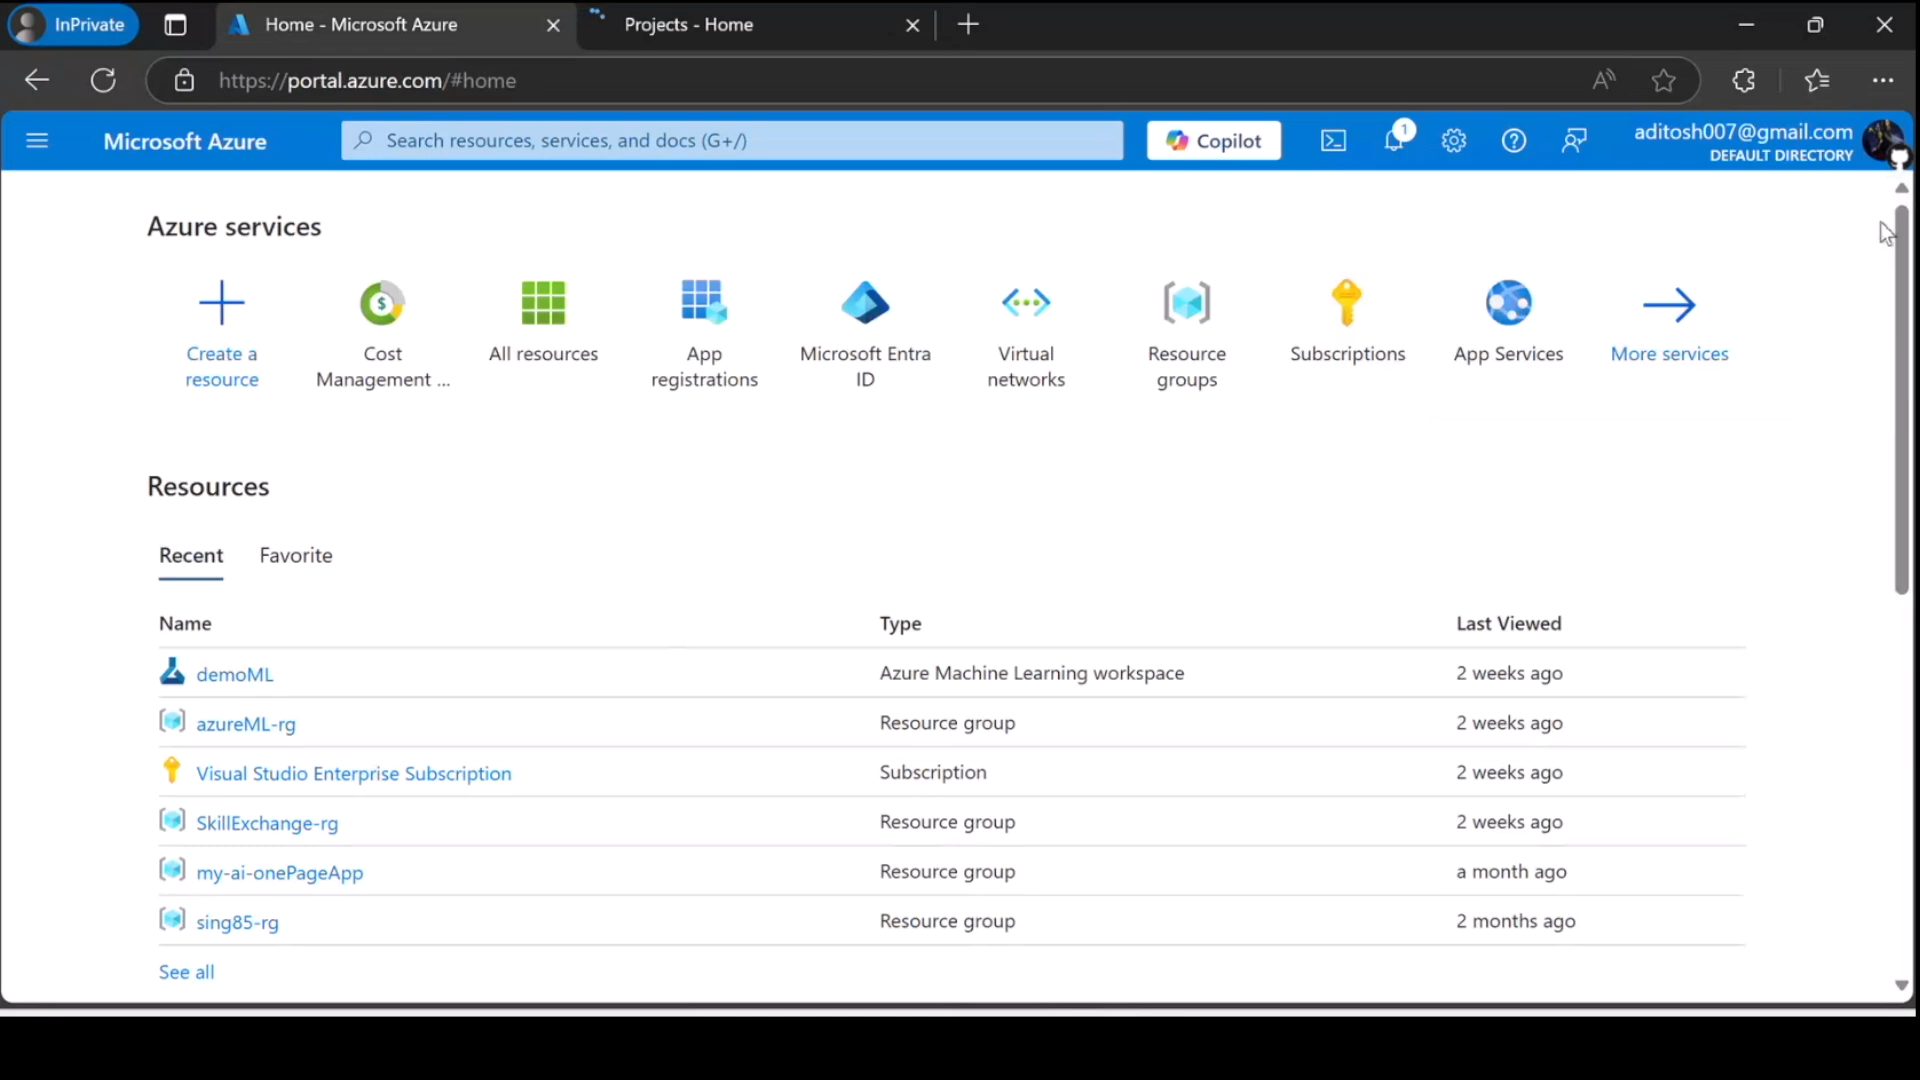 InPrivate
Home - Microsoft Azure
Projects - Home
https://portal.azure.com/#home
Microsoft Azure
Search resources, services, and docs (G+/)
Copilot
1
aditosh007@gmail.com
DEFAULT DIRECTORY
Azure services
Create a
resource
Cost
Management ...
All resources
App
registrations
Microsoft Entra
ID
Virtual
networks
Resource
groups
Subscriptions
App Services
More services
Resources
Recent Favorite
Name Type Last Viewed
demoML Azure Machine Learning workspace 2 weeks ago
azureML-rg Resource group 2 weeks ago
Visual Studio Enterprise Subscription Subscription 2 weeks ago
SkillExchange-rg Resource group 2 weeks ago
my-ai-onePageApp Resource group a month ago
sing85-rg Resource group 2 months ago
See all